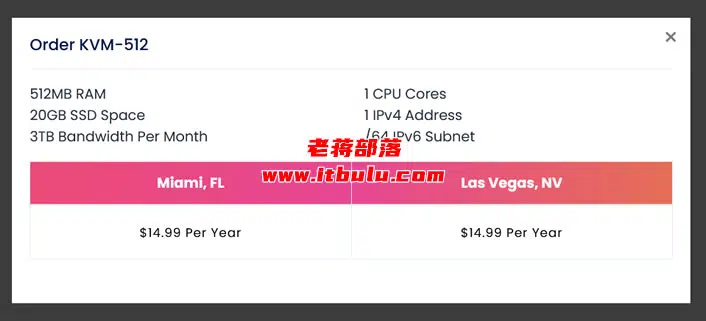 Order KVM-512
×
512MB RAM
1 CPU Cores
20GB SSD Space
1 IPv4 Address
3TB Bandwidth Per Month
/64 IPv6 Subnet
老蒋部落
www.itbulu.com
Miami, FL
Las Vegas, NV
$14.99 Per Year
$14.99 Per Year